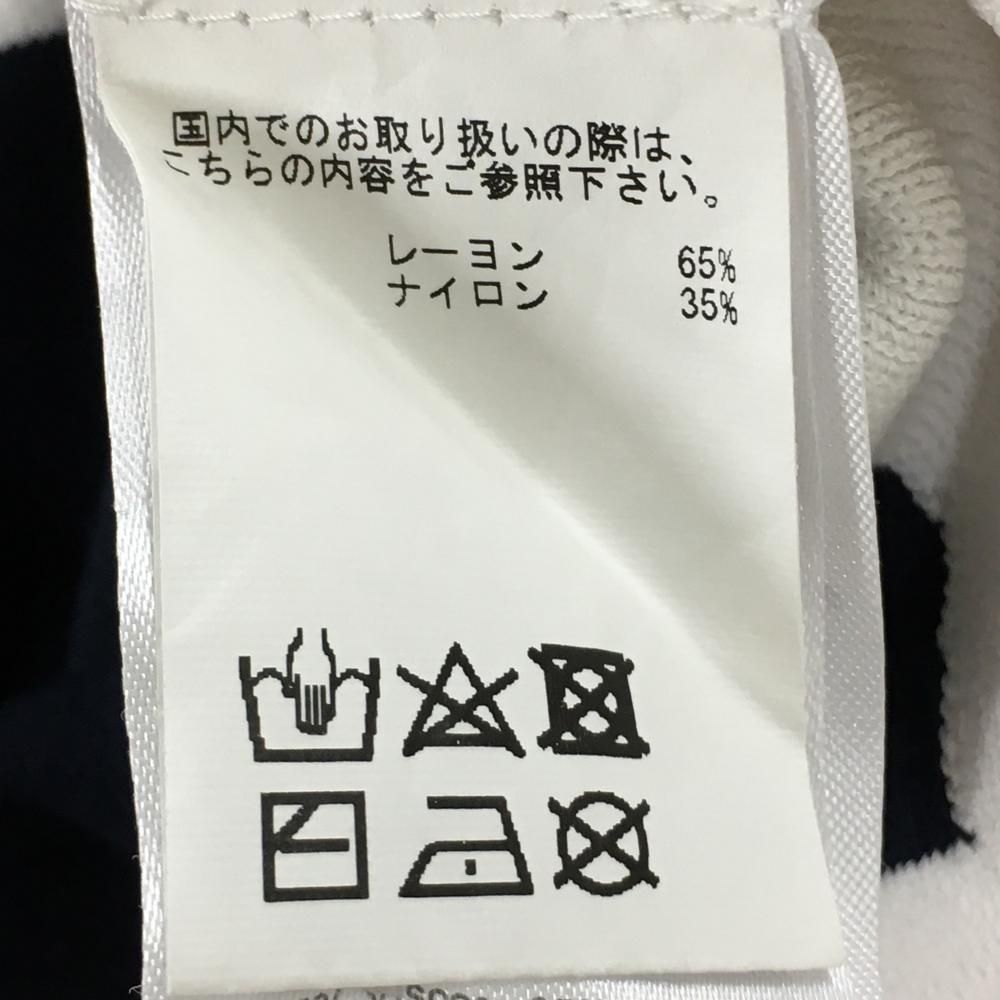 国内でのお取り扱いの際は、
こちらの内容をご参照下さい。
レーヨン 65%
ナイロン 35%